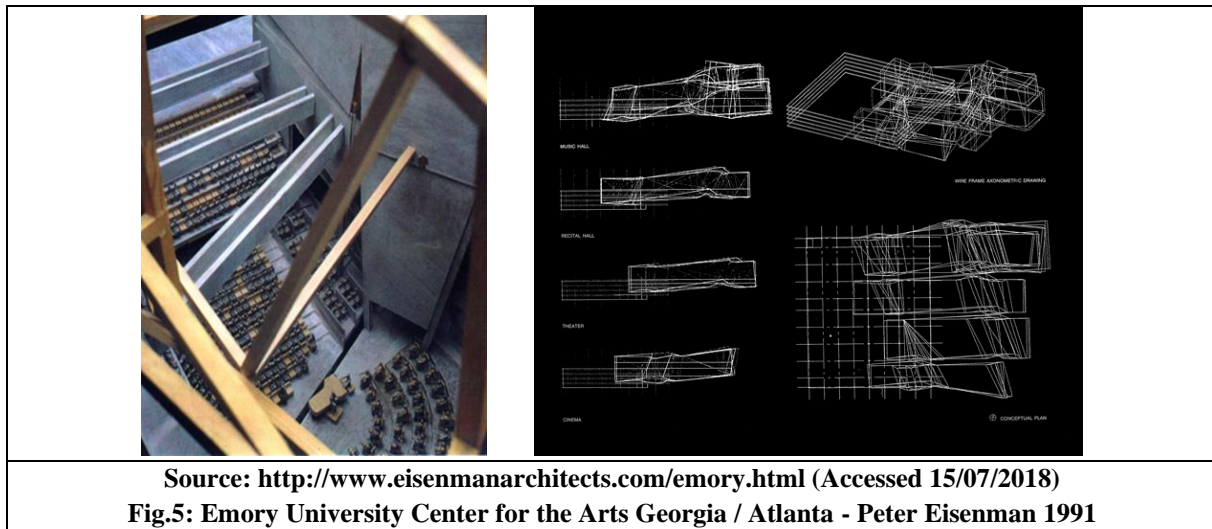 MUSIC HALL
RECITAL HALL
THEATER
CINEMA
WIRE FRAME AXONOMETRIC DRAWING
CONCEPTUAL PLAN
Source: http://www.eisenmanarchitects.com/emory.html (Accessed 15/07/2018)
Fig.5: Emory University Center for the Arts Georgia / Atlanta - Peter Eisenman 1991